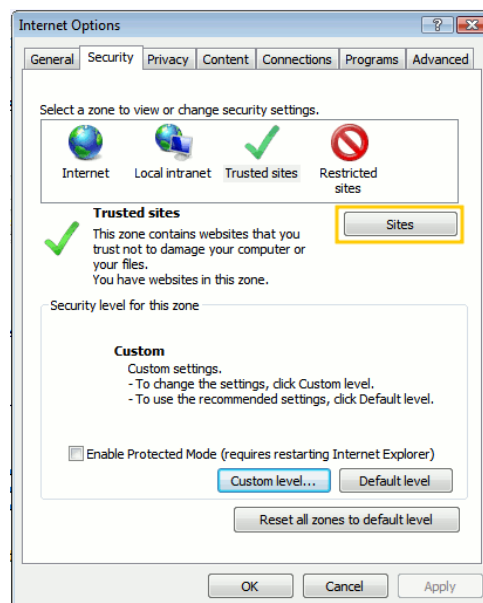 Internet Options
General Security Privacy Content Connections Programs Advanced
Select a zone to view or change security settings.
Internet Local intranet Trusted sites Restricted
sites
Trusted sites
Sites
This zone contains websites that you
trust not to damage your computer or
your files.
You have websites in this zone.
Security level for this zone
Custom
Custom settings.
- To change the settings, click Custom level.
- To use the recommended settings, click Default level.
Enable Protected Mode (requires restarting Internet Explorer)
Custom level... Default level
Reset all zones to default level
OK Cancel Apply